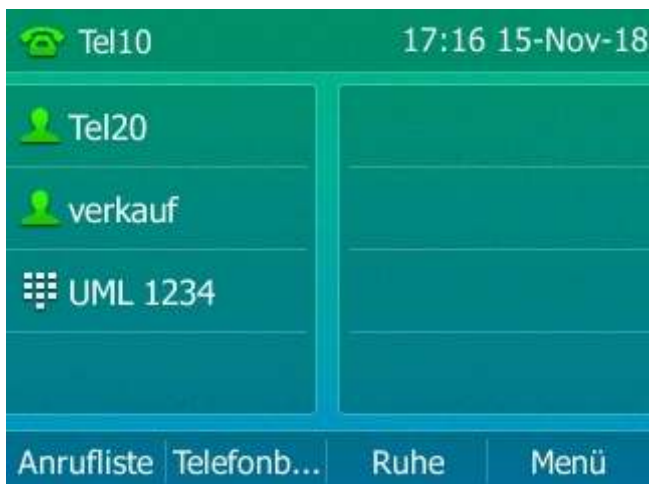 Tel10 17:16 15-Nov-18
Tel20
verkauf
UML 1234
Anrufliste Telefonb... Ruhe Menü